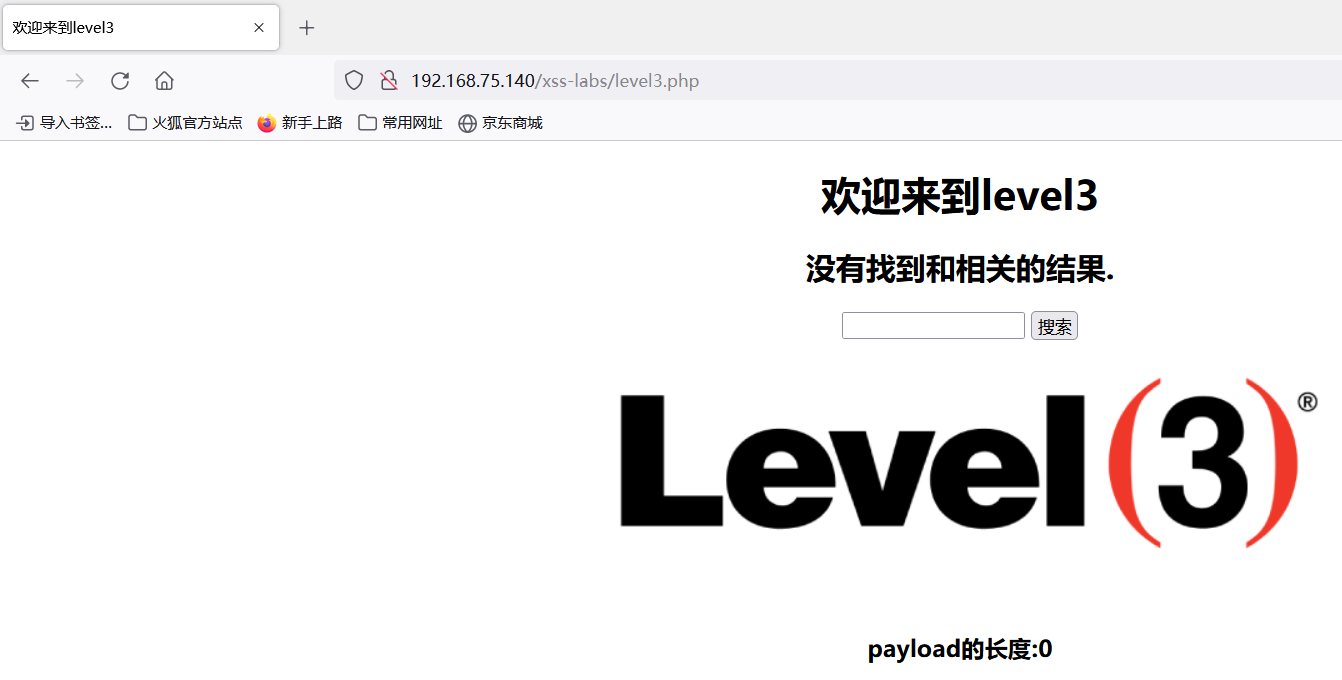 欢迎来到level3
192.168.75.140/xss-labs/level3.php
导入书签... 火狐官方站点 新手上路 常用网址 京东商城
欢迎来到level3
没有找到和相关的结果.
搜索
Level(3)®
payload的长度:0